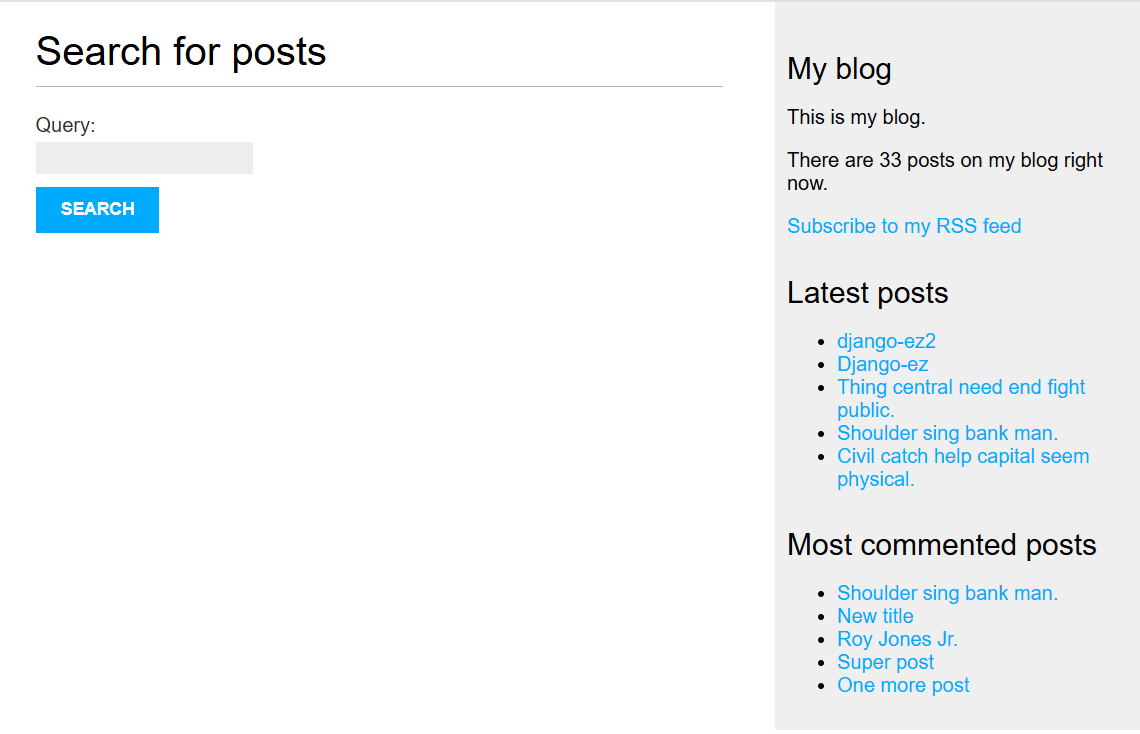 Search for posts
Query:
SEARCH
My blog
This is my blog.
There are 33 posts on my blog right
now.
Subscribe to my RSS feed
Latest posts
django-ez2
Django-ez
Thing central need end fight
public.
Shoulder sing bank man.
Civil catch help capital seem
physical.
Most commented posts
Shoulder sing bank man.
New title
Roy Jones Jr.
Super post
One more post